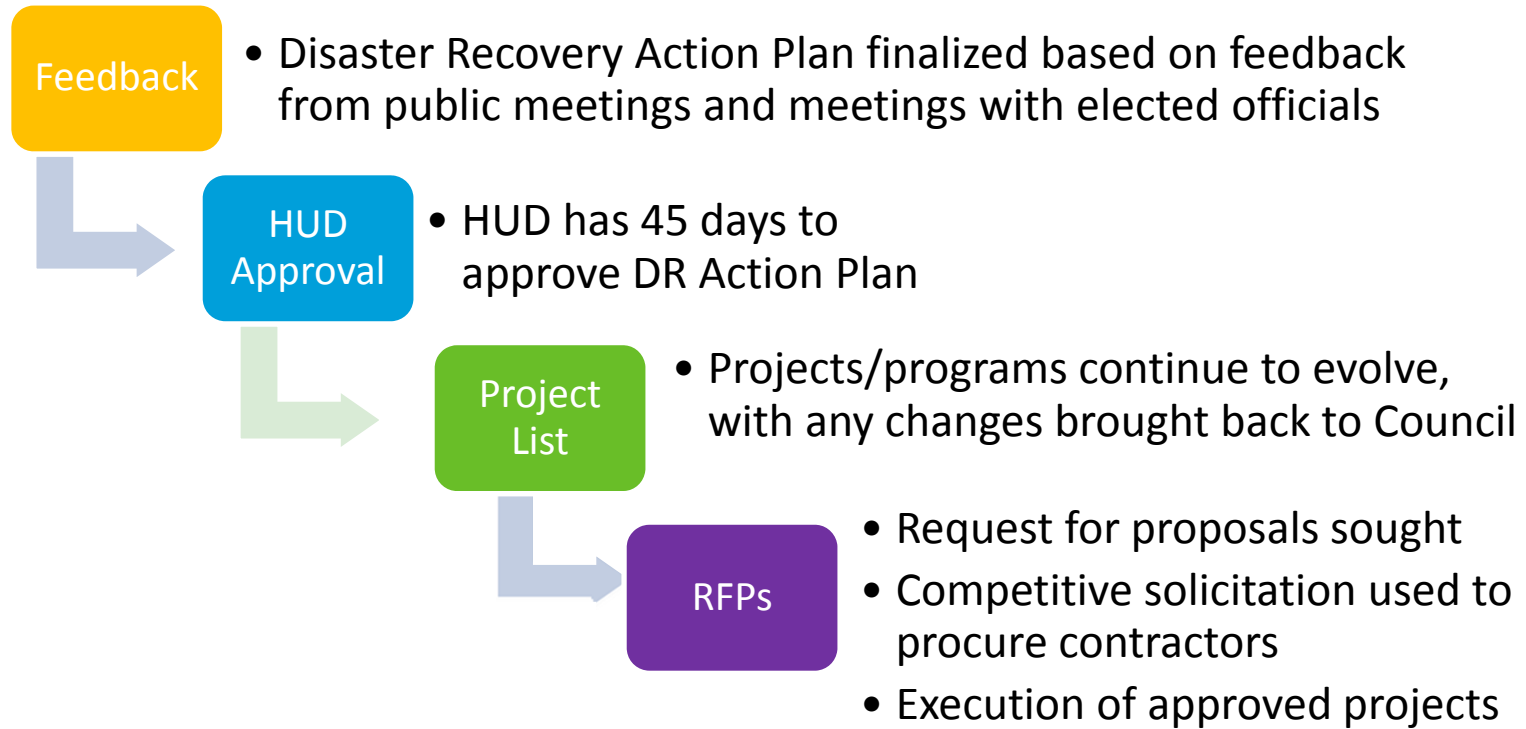 Feedback
• Disaster Recovery Action Plan finalized based on feedback
from public meetings and meetings with elected officials
HUD
Approval
• HUD has 45 days to
approve DR Action Plan
Project
List
• Projects/programs continue to evolve,
with any changes brought back to Council
RFPs
• Request for proposals sought
• Competitive solicitation used to
procure contractors
• Execution of approved projects